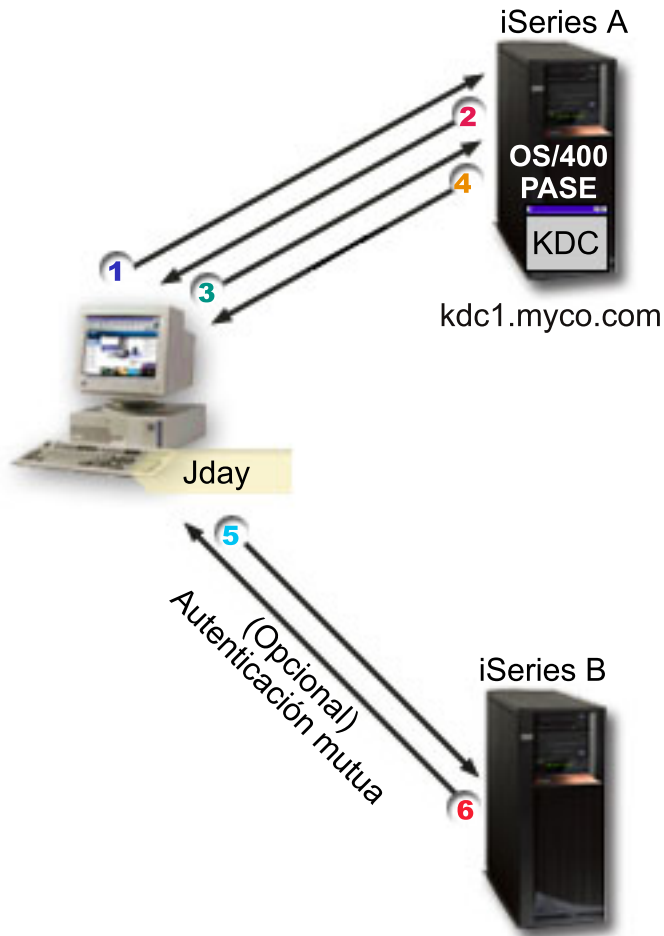 iSeries A
2
OS/400
PASE
4
KDC
1
3
kdc1.myco.com
Jday
5
(Opcional)
Autenticación mutua
iSeries B
6